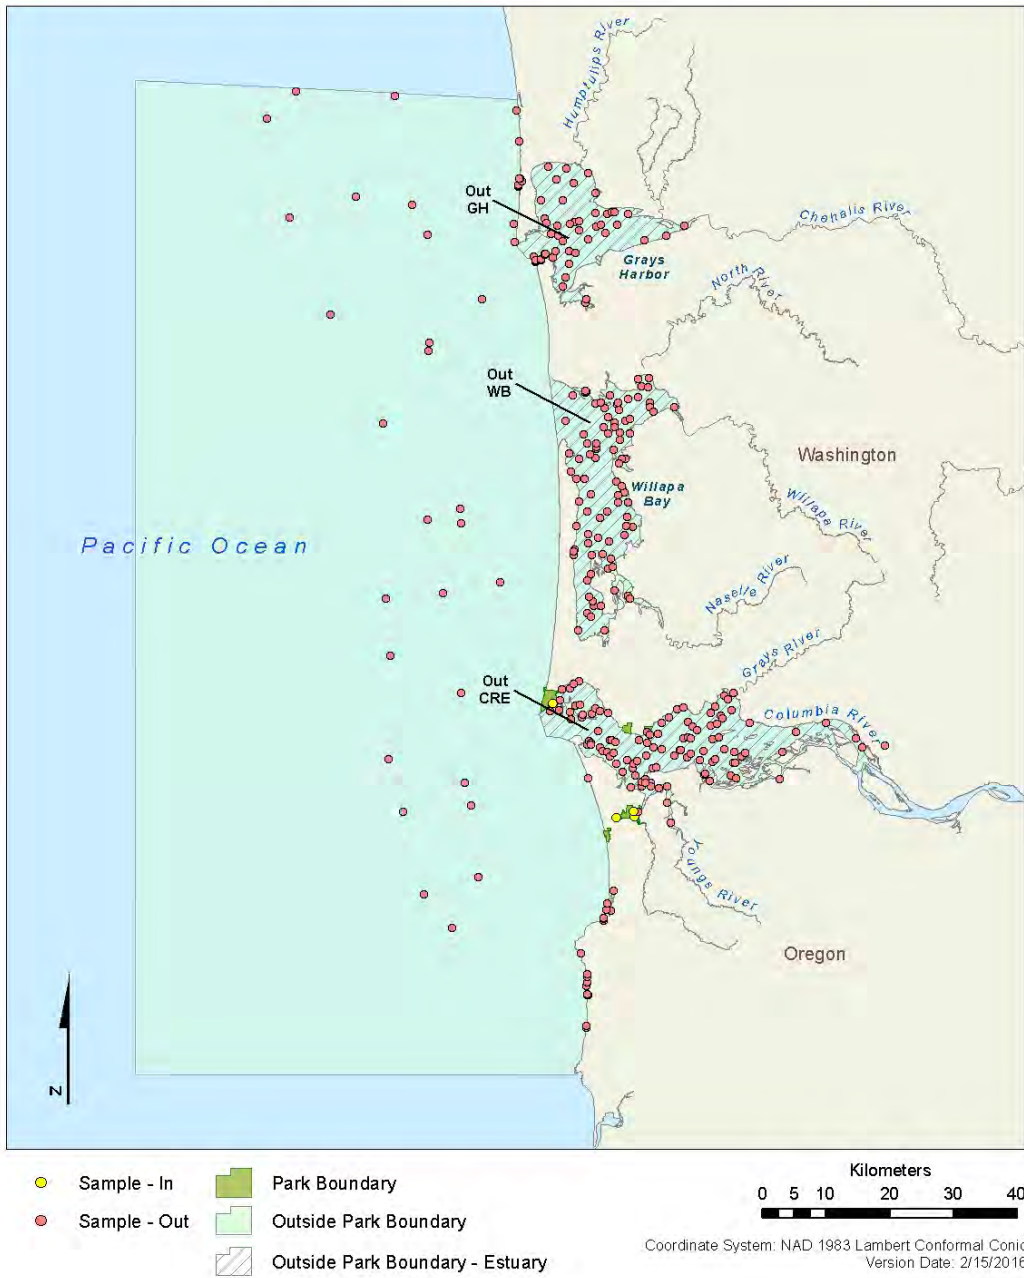 Humptulips River
Out
GH
Chehalis River
Grays
Harbor
North River
Out
WB
Washington
Willapa
Bay
Willapa River
Pacific Ocean
Naselle River
Grays River
Out
CRE
Columbia River
Youngs River
Oregon
N
Sample - In
Sample - Out
Park Boundary
Outside Park Boundary
Outside Park Boundary - Estuary
Kilometers
0 5 10 20 30 40
Coordinate System: NAD 1983 Lambert Conformal Conic
Version Date: 2/15/2016